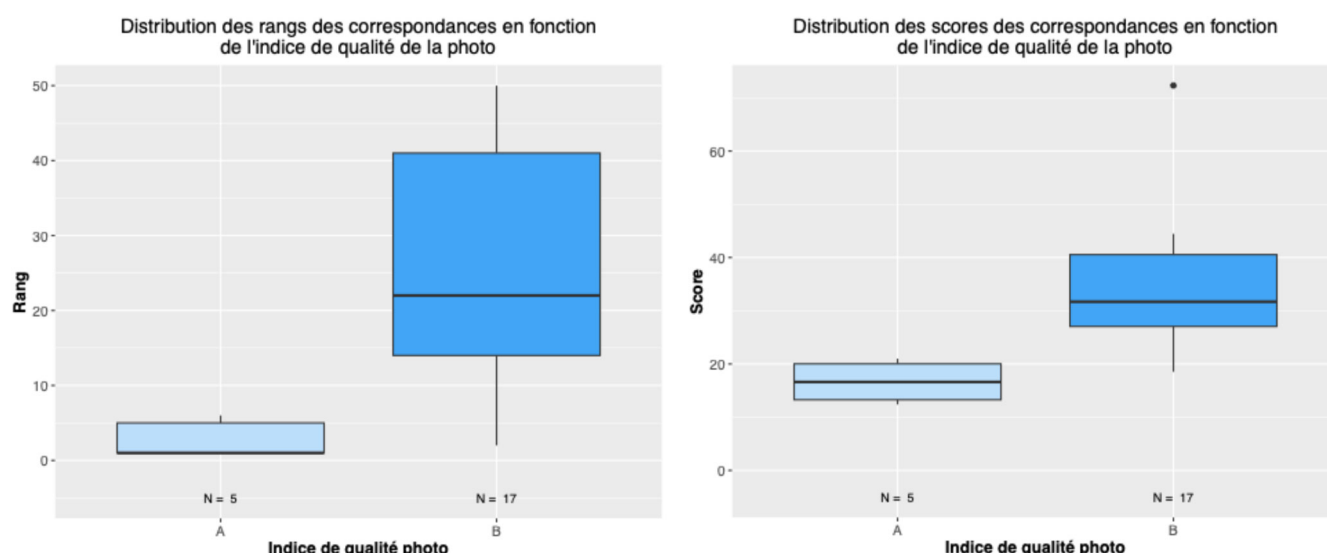 Distribution des rangs des correspondances en fonction
de l'indice de qualité de la photo
50
40
30
20
10
0
Rang
N = 5
N = 17
A
B
Indice de qualité photo
Distribution des scores des correspondances en fonction
de l'indice de qualité de la photo
60
40
20
0
Score
N = 5
N = 17
A
B
Indice de qualité photo